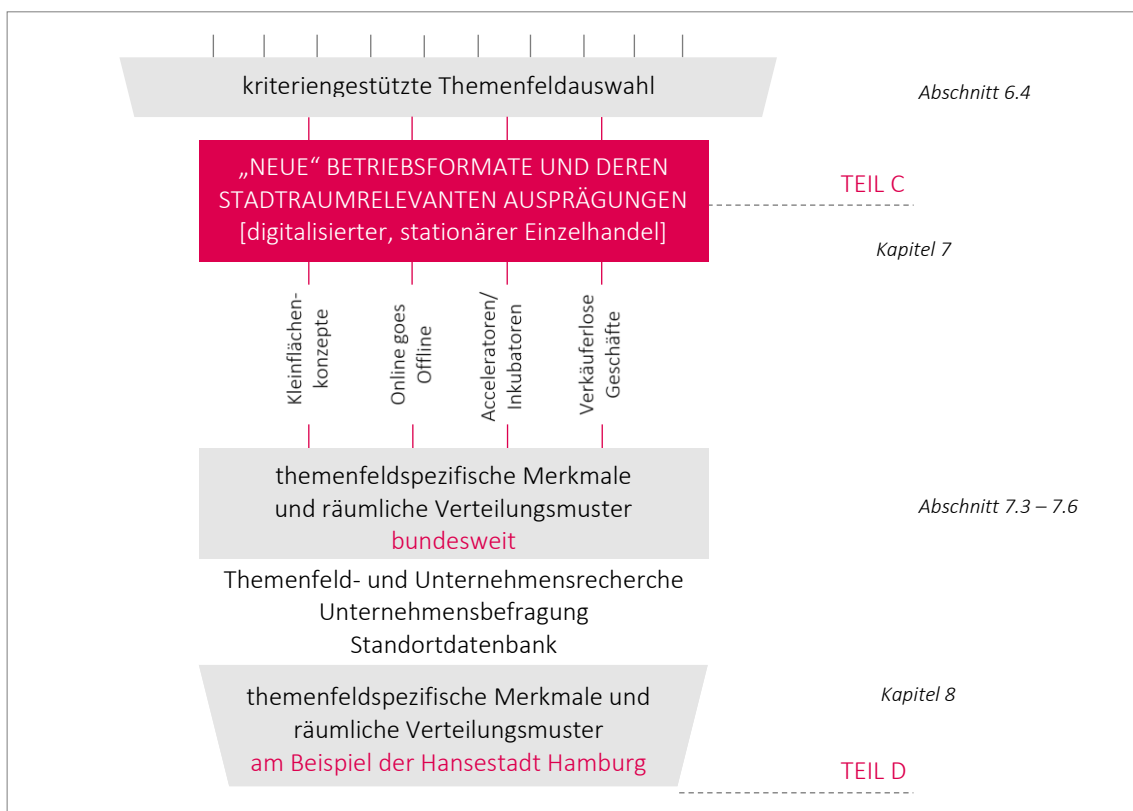 kriteriengestützte Themenfeldauswahl
Abschnitt 6.4
„NEUE“ BETRIEBSFORMATE UND DEREN
STADTRAUMRELEVANTEN AUSPRÄGUNGEN
[digitalisierter, stationärer Einzelhandel]
TEIL C
Kapitel 7
Kleinflächen-
konzepte
Online goes
Offline
Acceleratoren/
Inkubatoren
Verkäuferlose
Geschäfte
themenfeldspezifische Merkmale
und räumliche Verteilungsmuster
bundesweit
Abschnitt 7.3 – 7.6
Themenfeld- und Unternehmensrecherche
Unternehmensbefragung
Standortdatenbank
themenfeldspezifische Merkmale und
räumliche Verteilungsmuster
am Beispiel der Hansestadt Hamburg
Kapitel 8
TEIL D